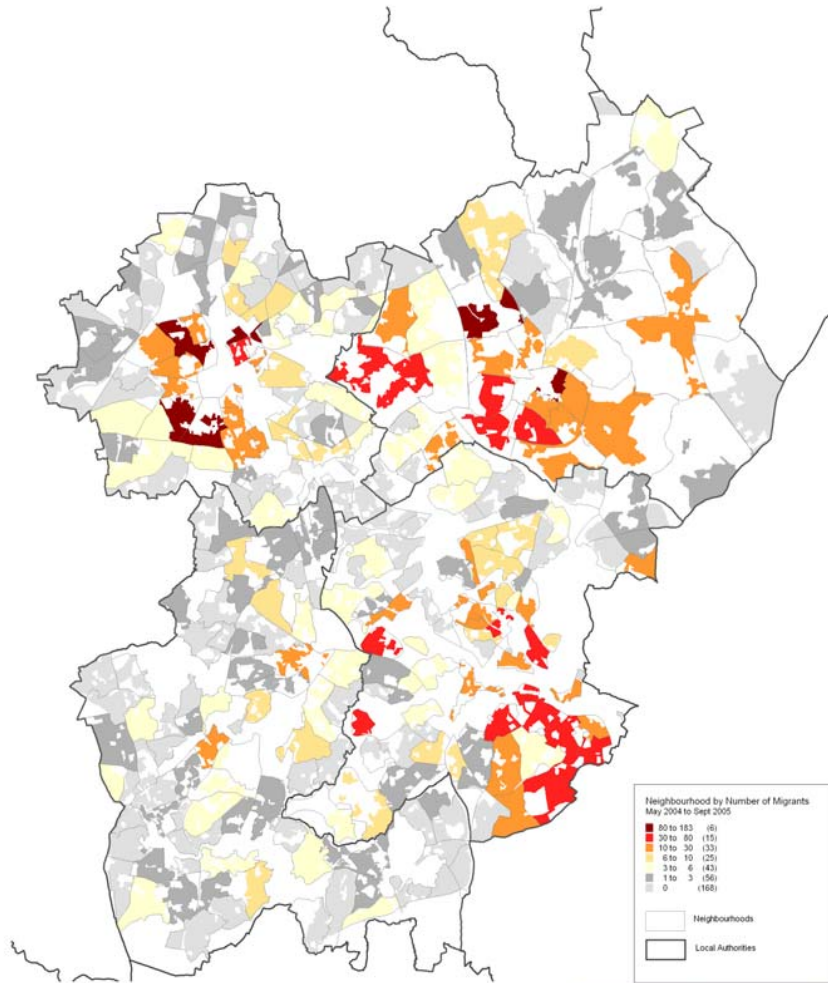 Neighbourhood by Number of Migrants
May 2004 to Sept 2005
80 to 183 (6)
30 to 80 (15)
10 to 30 (33)
6 to 10 (25)
3 to 6 (43)
1 to 3 (56)
0 (168)
Neighbourhoods
Local Authorities